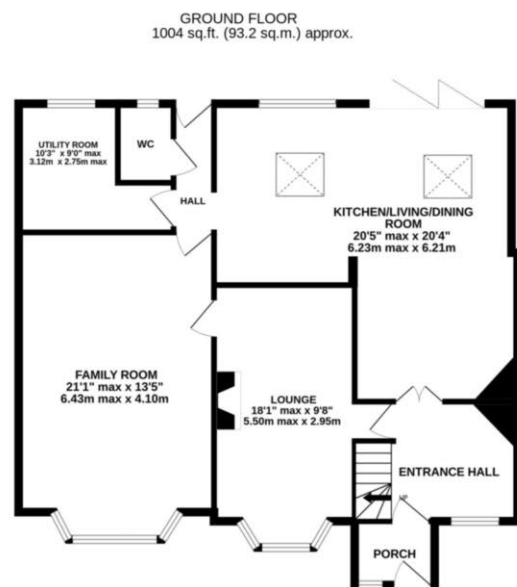 GROUND FLOOR
1004 sq.ft. (93.2 sq.m.) approx.
UTILITY ROOM
10'3" x 9'0" max
3.12m x 2.75m max
WC
HALL
KITCHEN/LIVING/DINING
ROOM
20'5" max x 20'4"
6.23m max x 6.21m
FAMILY ROOM
21'1" max x 13'5"
6.43m max x 4.10m
LOUNGE
18'1" max x 9'8"
5.50m max x 2.95m
ENTRANCE HALL
UP
PORCH